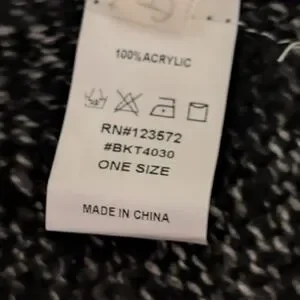 100%ACRYLIC
RN#123572
#BKT4030
ONE SIZE
MADE IN CHINA